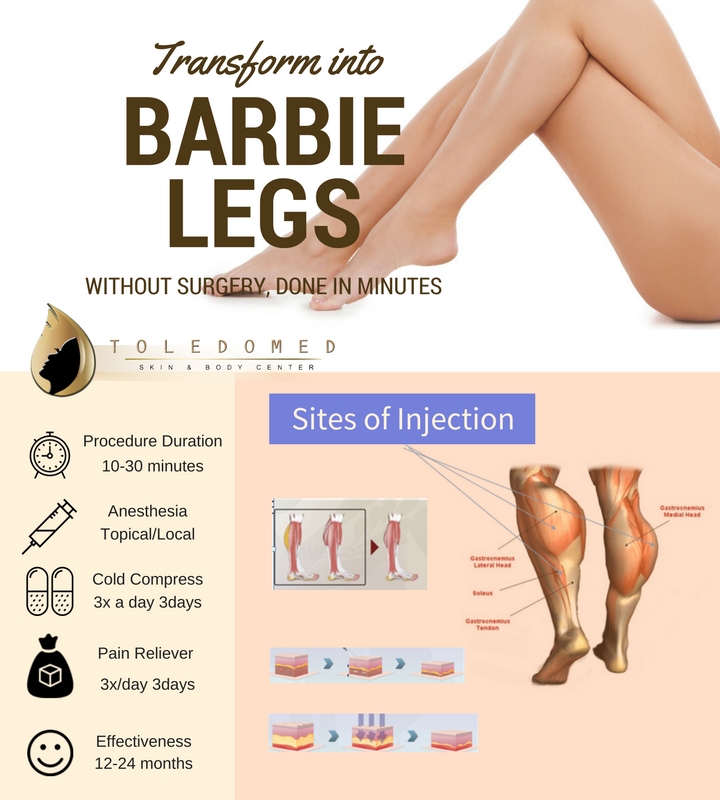 Transform into
BARBIE
LEGS
WITHOUT SURGERY, DONE IN MINUTES
TOLEDOMED
SKIN & BODY CENTER
Procedure Duration
10-30 minutes
Anesthesia
Topical/Local
Cold Compress
3x a day 3days
Pain Reliever
3x/day 3days
Effectiveness
12-24 months
Sites of Injection
Gastrocnemius
Medial Head
Gastrocnemius
Lateral Head
Soleus
Gastrocnemius
Tendon